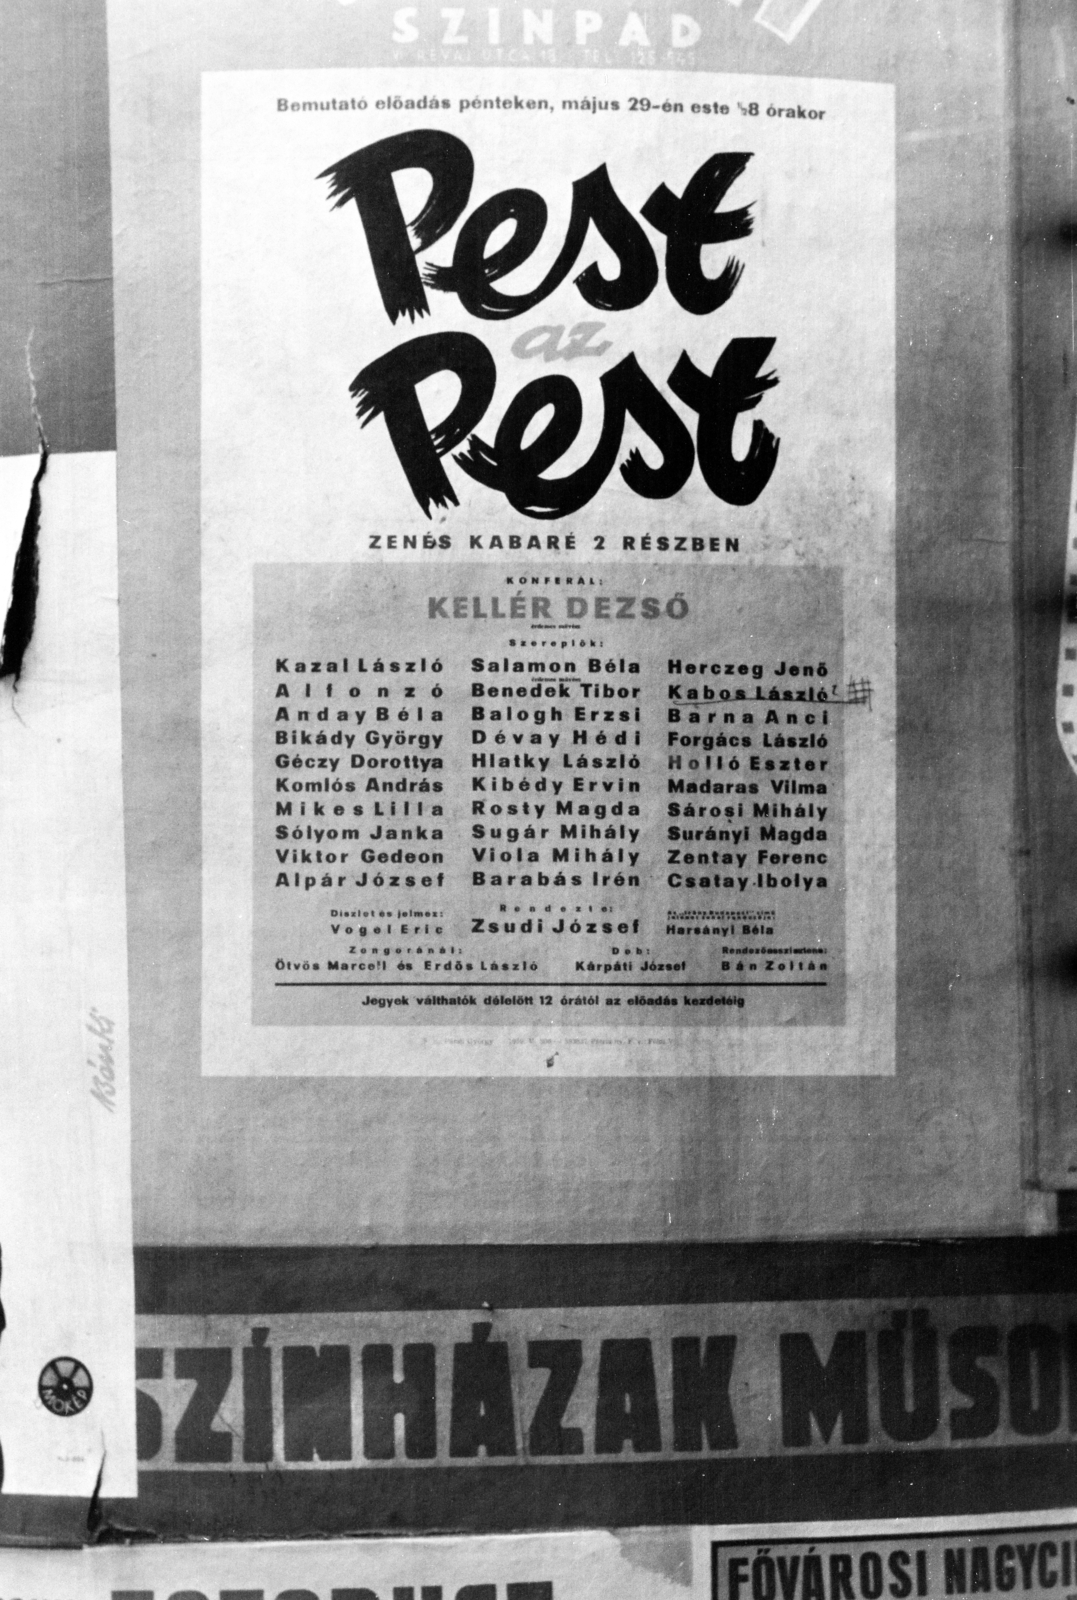 SZINPAD
Bemutató előadás pénteken, május 29-én este ½8 órakor
Pest
az
Pest
ZENÉS KABARÉ 2 RÉSZBEN
KONFERÁL:
KELLÉR DEZSŐ
érdemes művész
Szereplők:
Kazal László Salamon Béla Herczeg Jenő
érdemes művész
Alfonzó Benedek Tibor Kabos László
Anday Béla Balogh Erzsi Barna Anci
Bikády György Dévay Hédi Forgács László
Géczy Dorottya Hlatky László Holló Eszter
Komlós András Kibédy Ervin Madaras Vilma
Mikes Lilla Rosty Magda Sárosi Mihály
Sólyom Janka Sugár Mihály Surányi Magda
Viktor Gedeon Viola Mihály Zentay Ferenc
Alpár József Barabás Irén Csatay Ibolya
Díszlet és jelmez: Rendezte:
Vogel Eric Zsudi József Harsányi Béla
Zongoránál: Dob: Rendezőasszisztens:
Ötvös Marcell és Erdős László Kárpáti József Bán Zoltán
Jegyek válthatók délelőtt 12 órától az előadás kezdetéig
Bánki
MOKÉP
SZÍNHÁZAK MŰSO
FŐVÁROSI NAGYCI